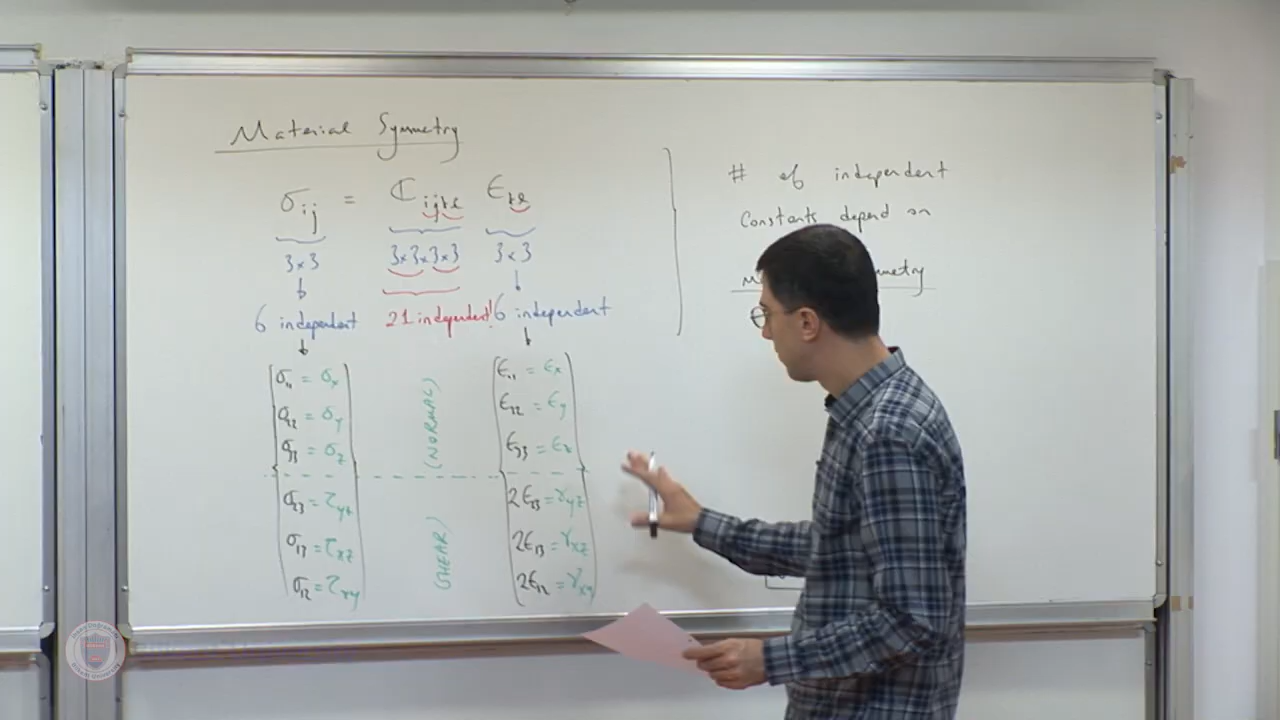 Material Symmetry
σij = ℂijkl ϵkl
3×3 3×3×3×3 3×3
6 independent 21 independent! 6 independent
σ11 = σx
σ22 = σy
σ33 = σz
σ23 = τyz
σ13 = τxz
σ12 = τxy
(NORMAL)
(SHEAR)
ϵ11 = ϵx
ϵ22 = ϵy
ϵ33 = ϵz
2ϵ23 = γyz
2ϵ13 = γxz
2ϵ12 = γxy
# of independent
Constants depend on